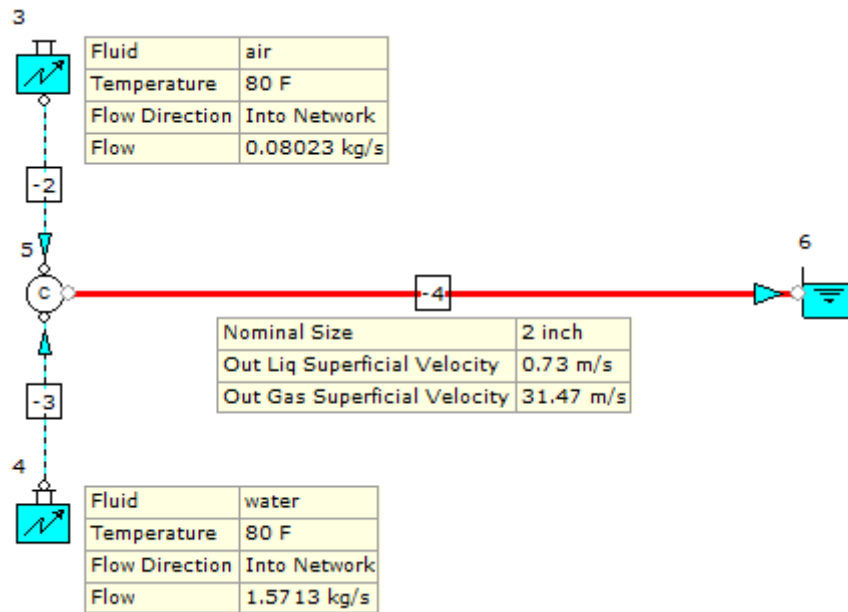 3
Fluid air
Temperature 80 F
Flow Direction Into Network
Flow 0.08023 kg/s
-2
5
6
C
-4
Nominal Size 2 inch
Out Liq Superficial Velocity 0.73 m/s
Out Gas Superficial Velocity 31.47 m/s
-3
4
Fluid water
Temperature 80 F
Flow Direction Into Network
Flow 1.5713 kg/s